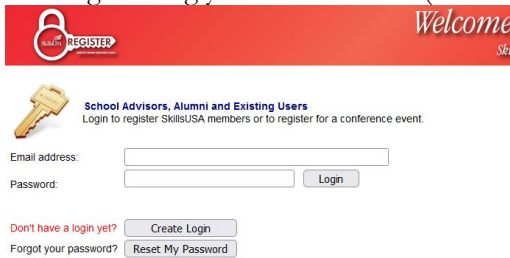 Welcome
SkillsUSA REGISTER
School Advisors, Alumni and Existing Users
Login to register SkillsUSA members or to register for a conference event.
Email address:
Password:
Login
Don't have a login yet?
Create Login
Forgot your password?
Reset My Password